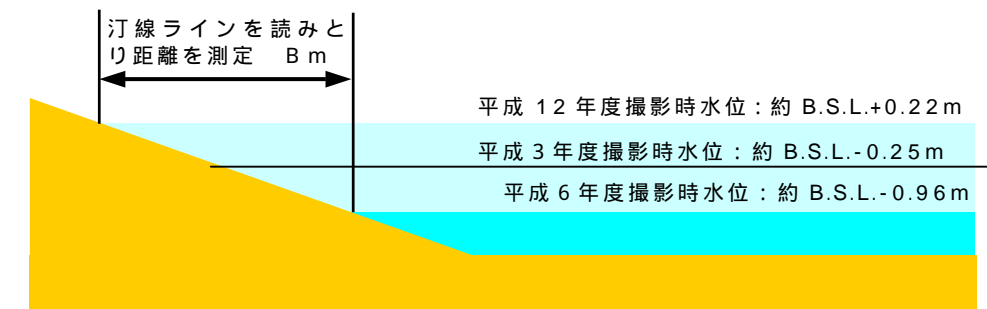 汀線ラインを読みと
り距離を測定　Ｂｍ
平成 12 年度撮影時水位：約 B.S.L.+0.22m
平成３年度撮影時水位：約 B.S.L.-0.25m
平成６年度撮影時水位：約 B.S.L.-0.96m